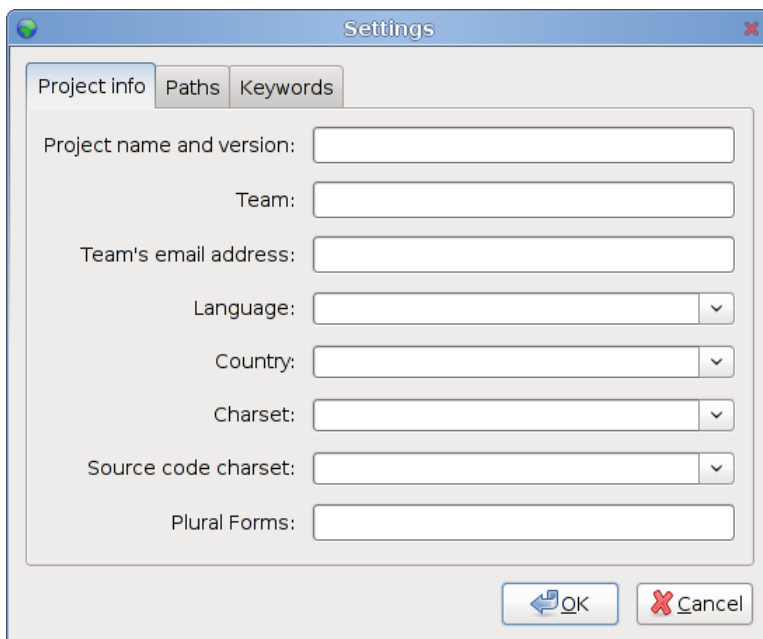 Settings
Project info Paths Keywords
Project name and version:
Team:
Team's email address:
Language:
Country:
Charset:
Source code charset:
Plural Forms:
OK Cancel